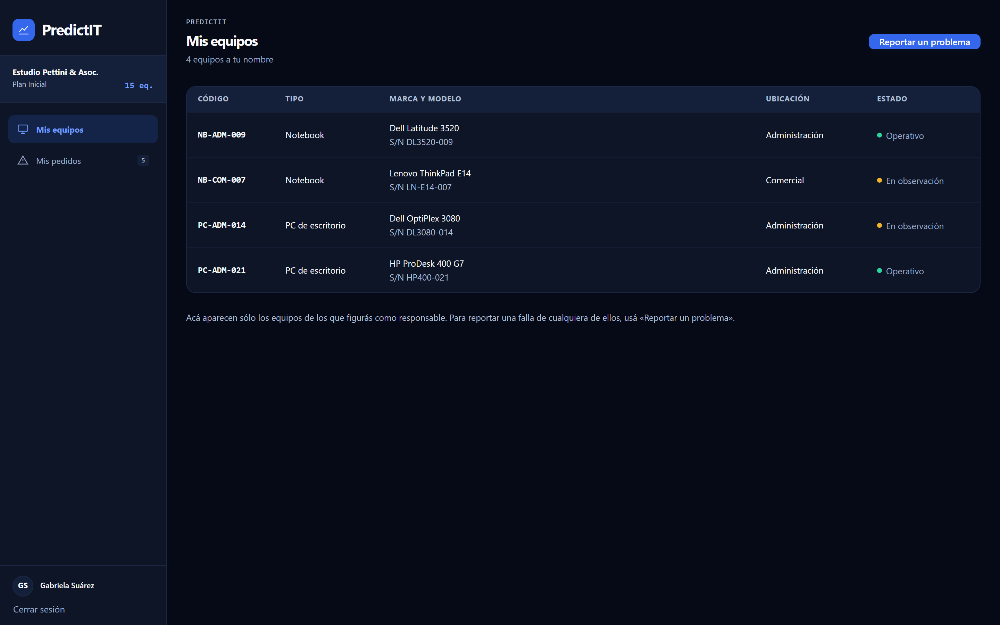 PredictIT
Estudio Pettini & Asoc.
Plan Inicial
15 eq.
Mis equipos
Mis pedidos 5
GS Gabriela Suárez
Cerrar sesión
PREDICTIT
Mis equipos
4 equipos a tu nombre
Reportar un problema
CÓDIGO TIPO MARCA Y MODELO UBICACIÓN ESTADO
NB-ADM-009 Notebook Dell Latitude 3520 Administración Operativo
S/N DL3520-009
NB-COM-007 Notebook Lenovo ThinkPad E14 Comercial En observación
S/N LN-E14-007
PC-ADM-014 PC de escritorio Dell OptiPlex 3080 Administración En observación
S/N DL3080-014
PC-ADM-021 PC de escritorio HP ProDesk 400 G7 Administración Operativo
S/N HP400-021
Acá aparecen sólo los equipos de los que figurás como responsable. Para reportar una falla de cualquiera de ellos, usá «Reportar un problema».